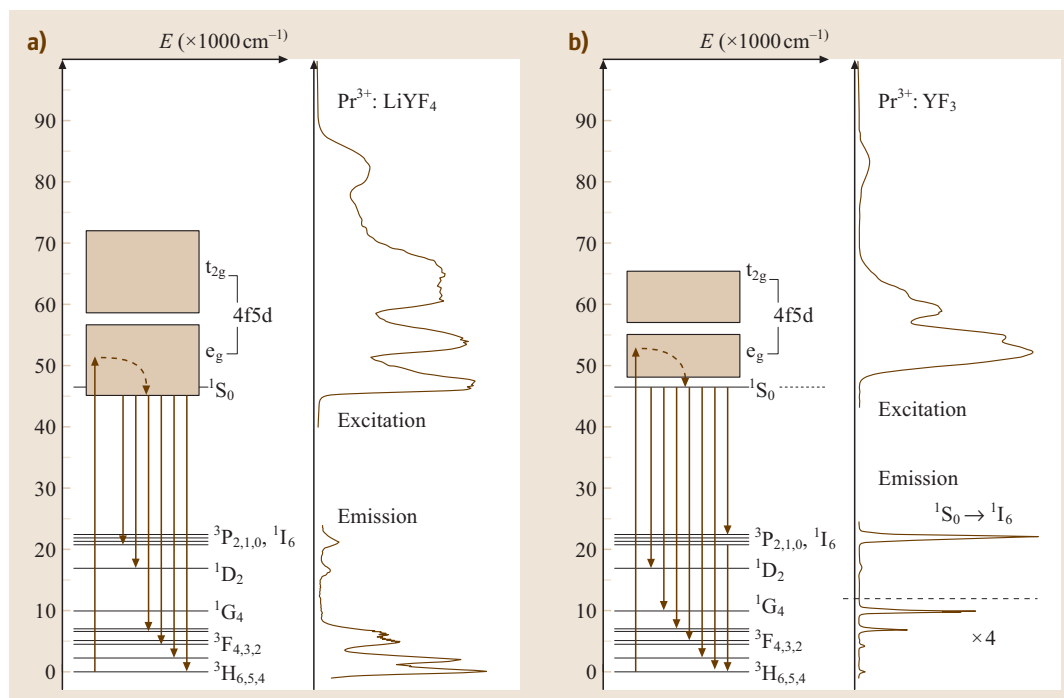 a)
E (×1000 cm⁻¹)
Pr³⁺: LiYF₄
90
80
70
60
50
40
30
20
10
0
t₂g
4f5d
e_g
¹S₀
Excitation
Emission
³P₂,₁,₀, ¹I₆
¹D₂
¹G₄
³F₄,₃,₂
³H₆,₅,₄
b)
E (×1000 cm⁻¹)
Pr³⁺: YF₃
90
80
70
60
50
40
30
20
10
0
t₂g
4f5d
e_g
¹S₀
Excitation
Emission
¹S₀ → ¹I₆
³P₂,₁,₀, ¹I₆
¹D₂
¹G₄
×4
³F₄,₃,₂
³H₆,₅,₄